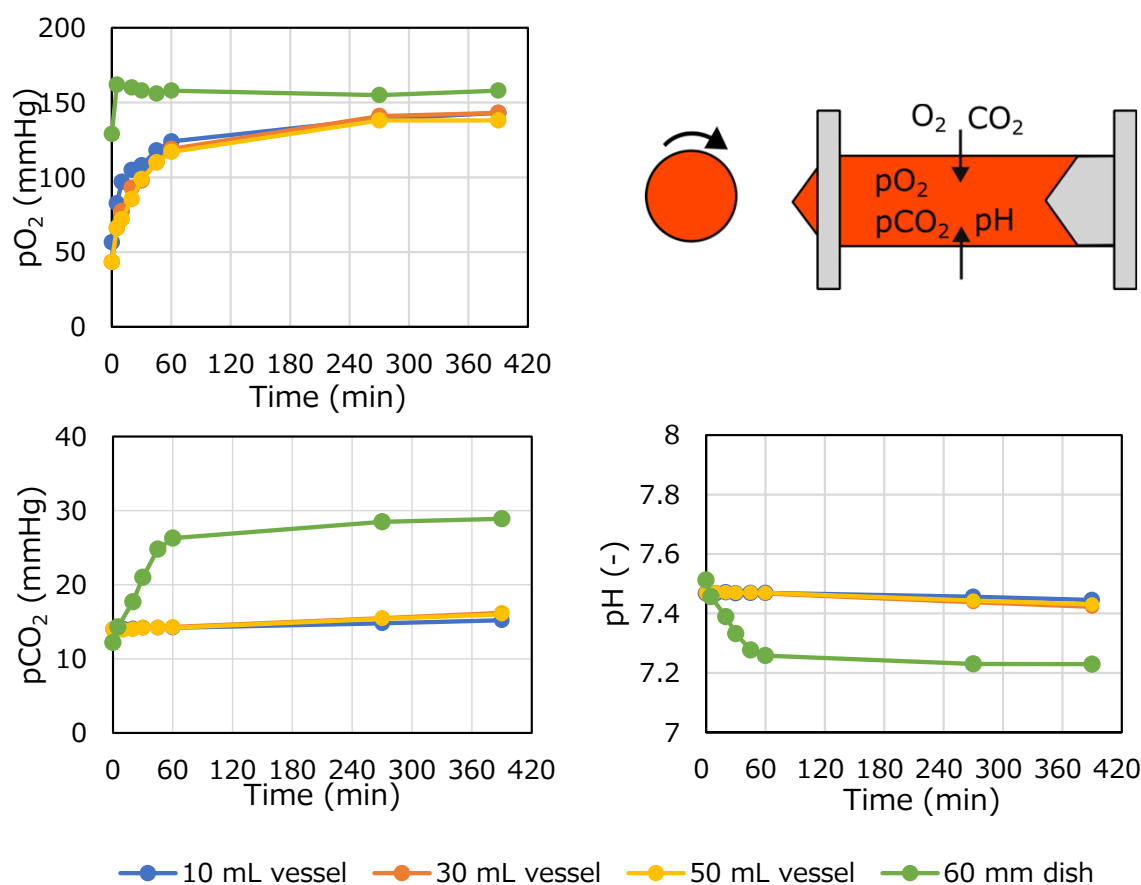 200
150
100
50
0
pO₂ (mmHg)
0 60 120 180 240 300 360 420
Time (min)
O₂ CO₂
pO₂
pCO₂ pH
40
30
20
10
0
pCO₂ (mmHg)
0 60 120 180 240 300 360 420
Time (min)
8
7.8
7.6
7.4
7.2
7
pH (-)
0 60 120 180 240 300 360 420
Time (min)
10 mL vessel 30 mL vessel 50 mL vessel 60 mm dish